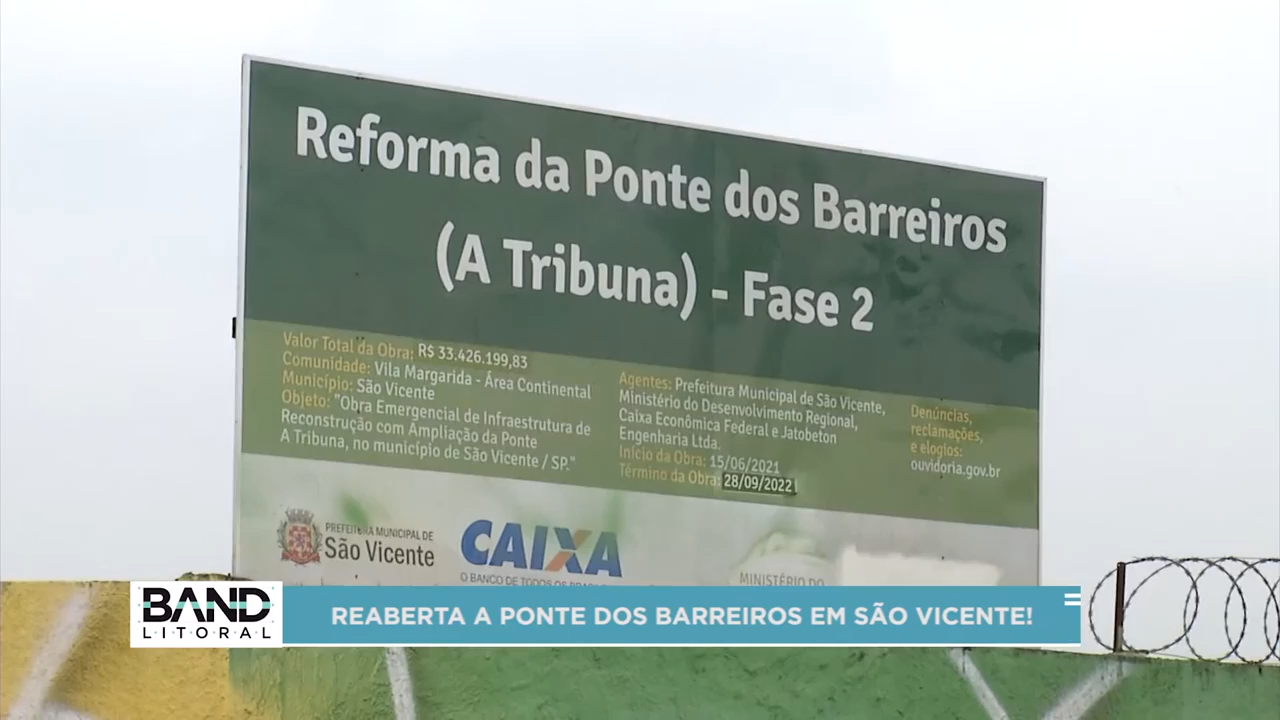 Reforma da Ponte dos Barreiros
(A Tribuna) - Fase 2
Valor Total da Obra: R$ 33.426.199,83
Comunidade: Vila Margarida - Área Continental
Município: São Vicente
Objeto: "Obra Emergencial de Infraestrutura de
Reconstrução com Ampliação da Ponte
A Tribuna, no município de São Vicente / SP."
Agentes: Prefeitura Municipal de São Vicente,
Ministério do Desenvolvimento Regional,
Caixa Econômica Federal e Jatobeton
Engenharia Ltda.
Início da Obra: 15/06/2021
Término da Obra: 28/09/2022
Denúncias,
reclamações,
e elogios:
ouvidoria.gov.br
PREFEITURA MUNICIPAL DE
São Vicente
CAIXA
O BANCO DE TODOS OS
MINISTÉRIO DO
BAND
LITORAL
REABERTA A PONTE DOS BARREIROS EM SÃO VICENTE!